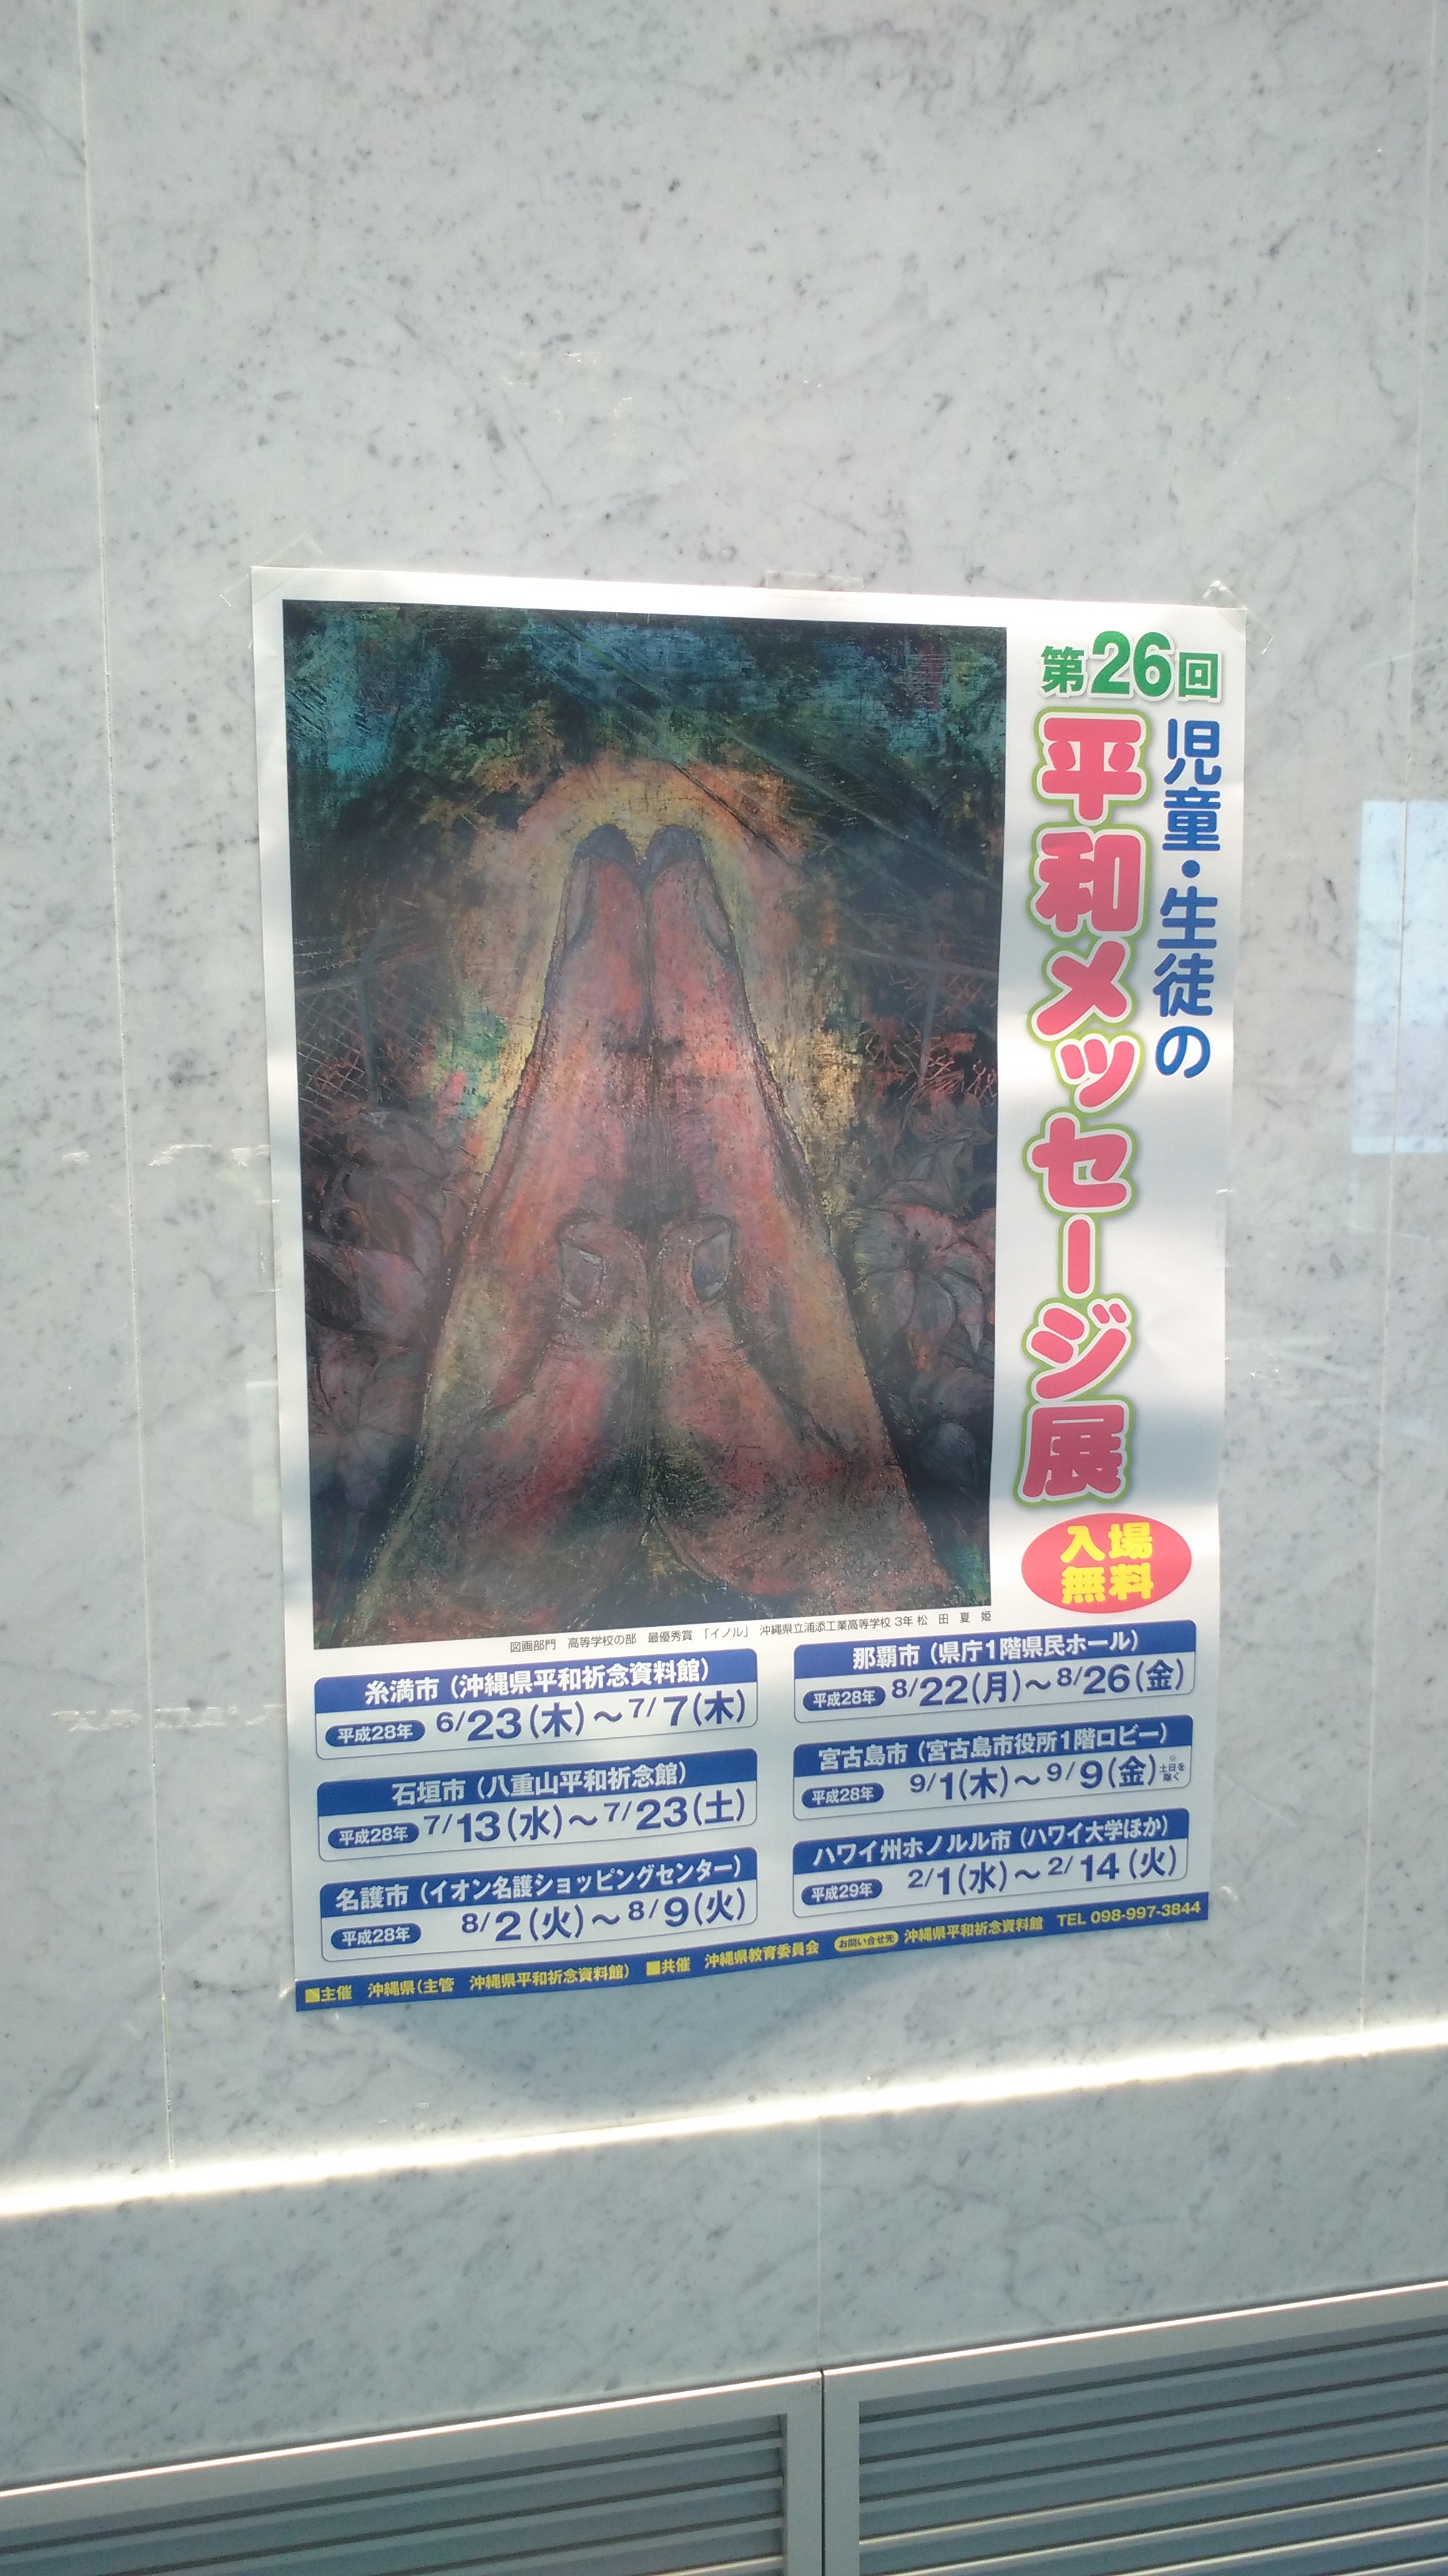 第26回
児童・生徒の
平和メッセージ展
入場
無料
図画部門 高等学校の部 最優秀賞 「イノル」 沖縄県立浦添工業高等学校 3年 松田夏姫
糸満市(沖縄県平和祈念資料館)
平成28年 6/23(木)～7/7(木)
石垣市(八重山平和祈念館)
平成28年 7/13(水)～7/23(土)
名護市(イオン名護ショッピングセンター)
平成28年 8/2(火)～8/9(火)
那覇市(県庁1階県民ホール)
平成28年 8/22(月)～8/26(金)
宮古島市(宮古島市役所1階ロビー)
平成28年 9/1(木)～9/9(金) ※土日を除く
ハワイ州ホノルル市(ハワイ大学ほか)
平成29年 2/1(水)～2/14(火)
■主催 沖縄県(主管 沖縄県平和祈念資料館) ■共催 沖縄県教育委員会 お問い合せ先 沖縄県平和祈念資料館 TEL 098-997-3844